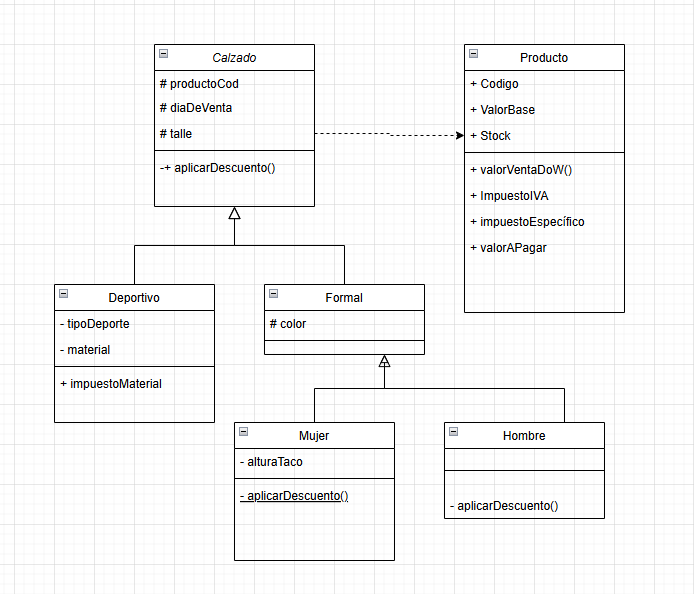 Calzado
# productoCod
# diaDeVenta
# talle
-+ aplicarDescuento()
Producto
+ Codigo
+ ValorBase
+ Stock
+ valorVentaDoW()
+ ImpuestoIVA
+ impuestoEspecífico
+ valorAPagar
Deportivo
- tipoDeporte
- material
+ impuestoMaterial
Formal
# color
Mujer
- alturaTaco
- aplicarDescuento()
Hombre
- aplicarDescuento()